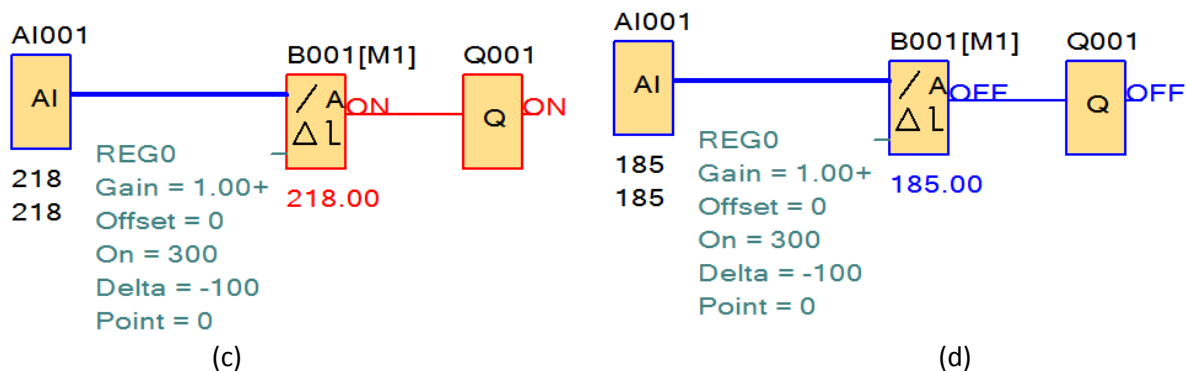 AI001
B001[M1]
Q001
AI
/ A
Δ
ON
Q
ON
218
218
REG0
Gain = 1.00+
Offset = 0
On = 300
Delta = -100
Point = 0
218.00
(c)
AI001
B001[M1]
Q001
AI
/ A
Δ
OFF
Q
OFF
185
185
REG0
Gain = 1.00+
Offset = 0
On = 300
Delta = -100
Point = 0
185.00
(d)